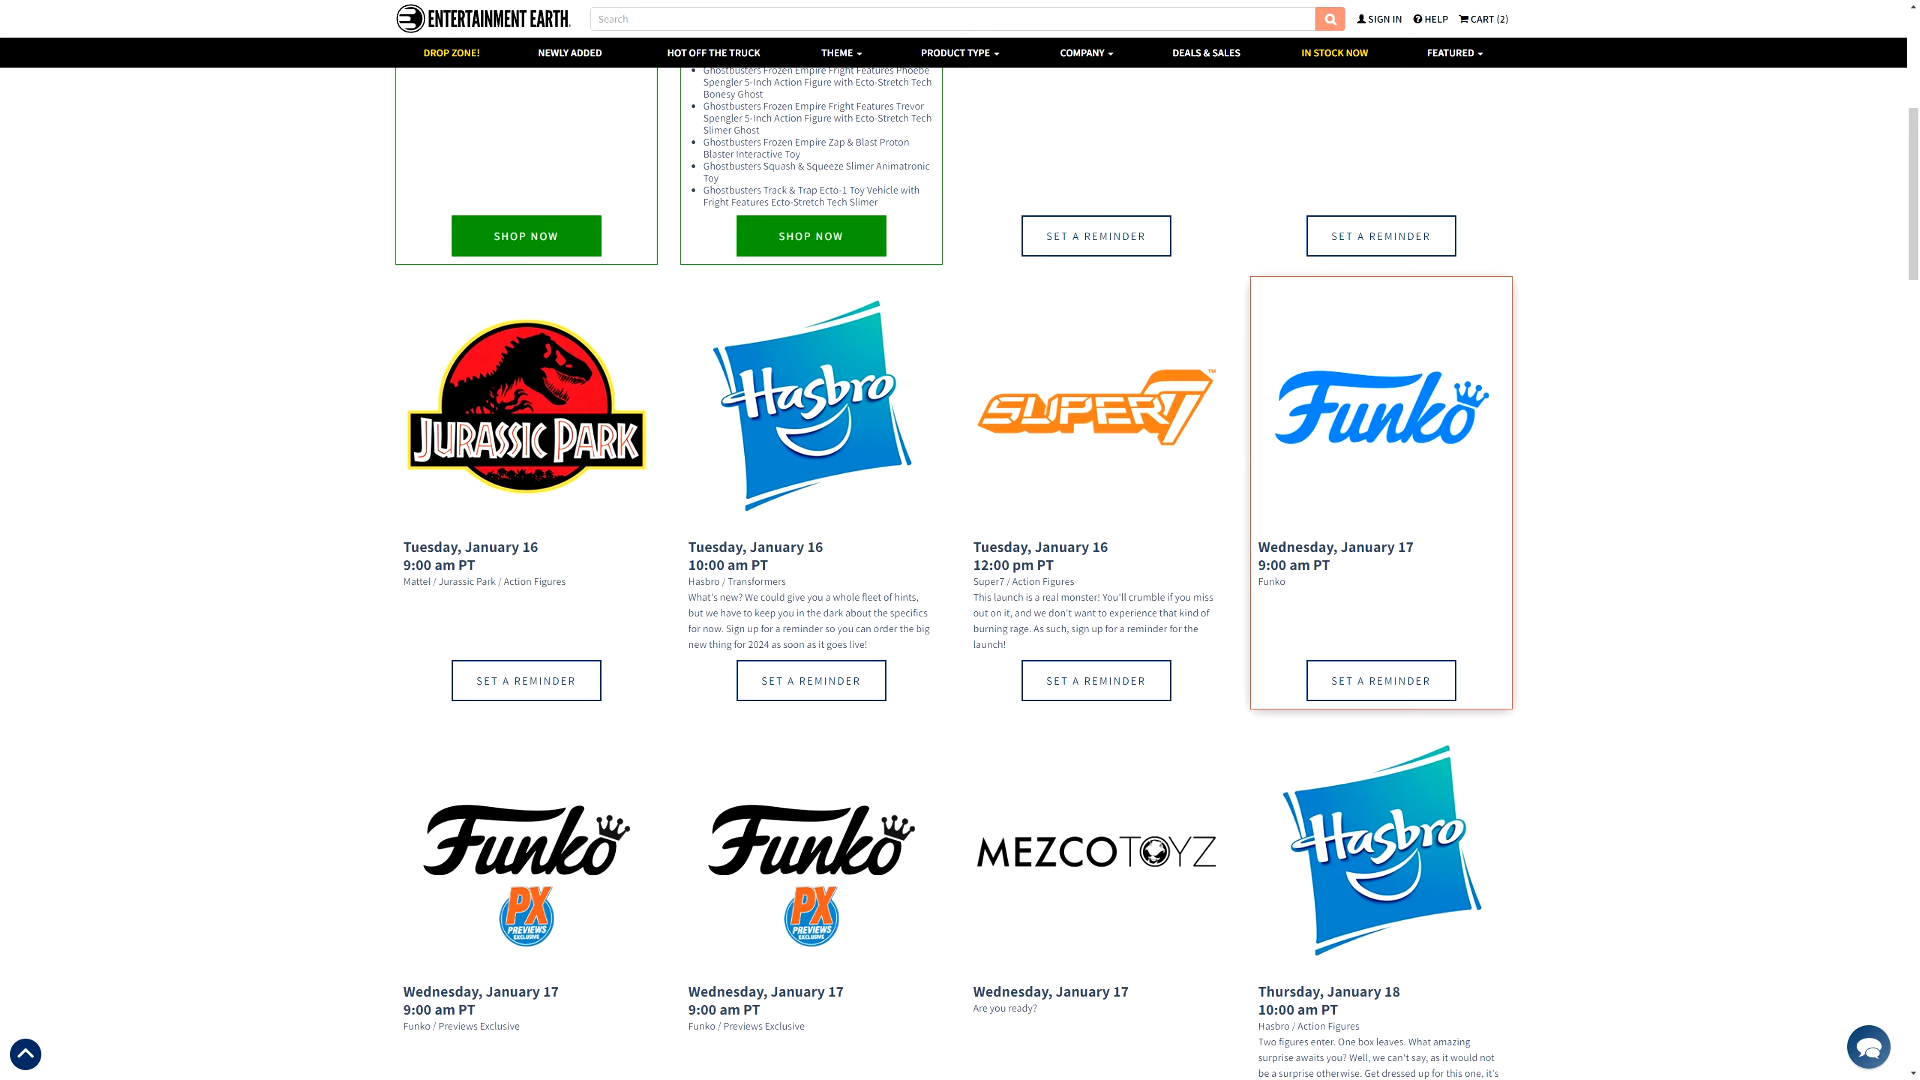 ENTERTAINMENT EARTH
Search
SIGN IN
HELP
CART (2)
DROP ZONE!
NEWLY ADDED
HOT OFF THE TRUCK
THEME
PRODUCT TYPE
COMPANY
DEALS & SALES
IN STOCK NOW
FEATURED
Ghostbusters Frozen Empire Fright Features Phoebe
Spengler 5-Inch Action Figure with Ecto-Stretch Tech
Bonesy Ghost
Ghostbusters Frozen Empire Fright Features Trevor
Spengler 5-Inch Action Figure with Ecto-Stretch Tech
Slimer Ghost
Ghostbusters Frozen Empire Zap & Blast Proton
Blaster Interactive Toy
Ghostbusters Squash & Squeeze Slimer Animatronic
Toy
Ghostbusters Track & Trap Ecto-1 Toy Vehicle with
Fright Features Ecto-Stretch Tech Slimer
SHOP NOW
SHOP NOW
SET A REMINDER
SET A REMINDER
JURASSIC PARK
Tuesday, January 16
9:00 am PT
Mattel / Jurassic Park / Action Figures
SET A REMINDER
Hasbro
Tuesday, January 16
10:00 am PT
Hasbro / Transformers
What's new? We could give you a whole fleet of hints,
but we have to keep you in the dark about the specifics
for now. Sign up for a reminder so you can order the big
new thing for 2024 as soon as it goes live!
SET A REMINDER
SUPER7™
Tuesday, January 16
12:00 pm PT
Super7 / Action Figures
This launch is a real monster! You'll crumble if you miss
out on it, and we don't want to experience that kind of
burning rage. As such, sign up for a reminder for the
launch!
SET A REMINDER
Funko
Wednesday, January 17
9:00 am PT
Funko
SET A REMINDER
Funko
PX
PREVIEWS
EXCLUSIVE
Wednesday, January 17
9:00 am PT
Funko / Previews Exclusive
Funko
PX
PREVIEWS
EXCLUSIVE
Wednesday, January 17
9:00 am PT
Funko / Previews Exclusive
MEZCOTOYZ
Wednesday, January 17
Are you ready?
Hasbro
Thursday, January 18
10:00 am PT
Hasbro / Action Figures
Two figures enter. One box leaves. What amazing
surprise awaits you? Well, we can't say, as it would not
be a surprise otherwise. Get dressed up for this one, it's